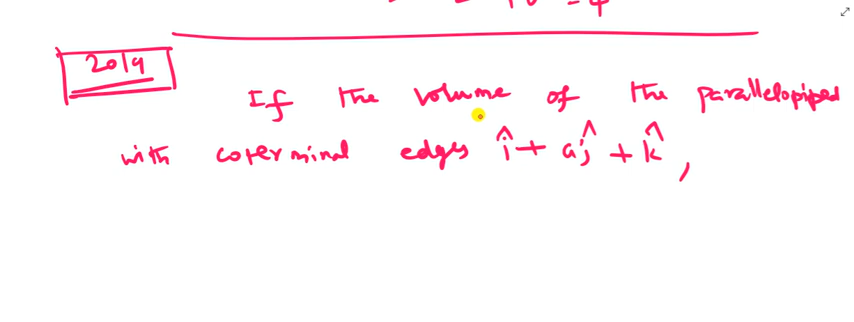 2019
If the volume of the parallelopiped
with coterminal edges î + aĵ + k̂ ,